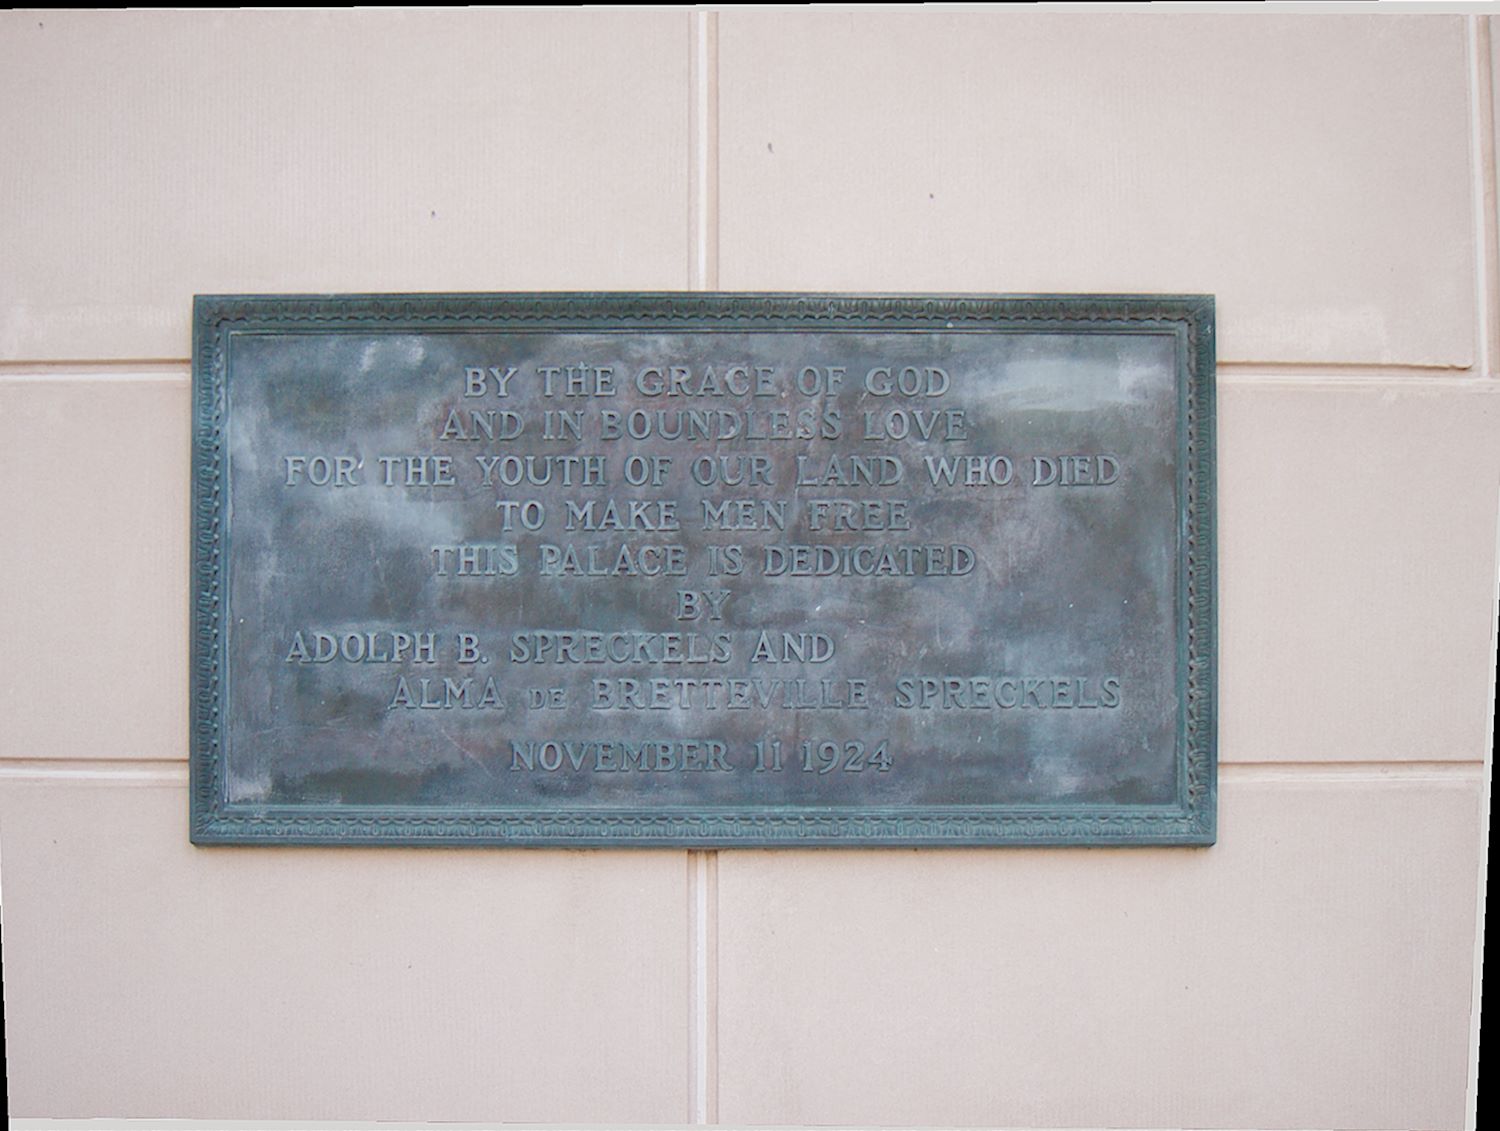 BY THE GRACE OF GOD
AND IN BOUNDLESS LOVE
FOR THE YOUTH OF OUR LAND WHO DIED
TO MAKE MEN FREE
THIS PALACE IS DEDICATED
BY
ADOLPH B. SPRECKELS AND
ALMA DE BRETTEVILLE SPRECKELS
NOVEMBER 11 1924